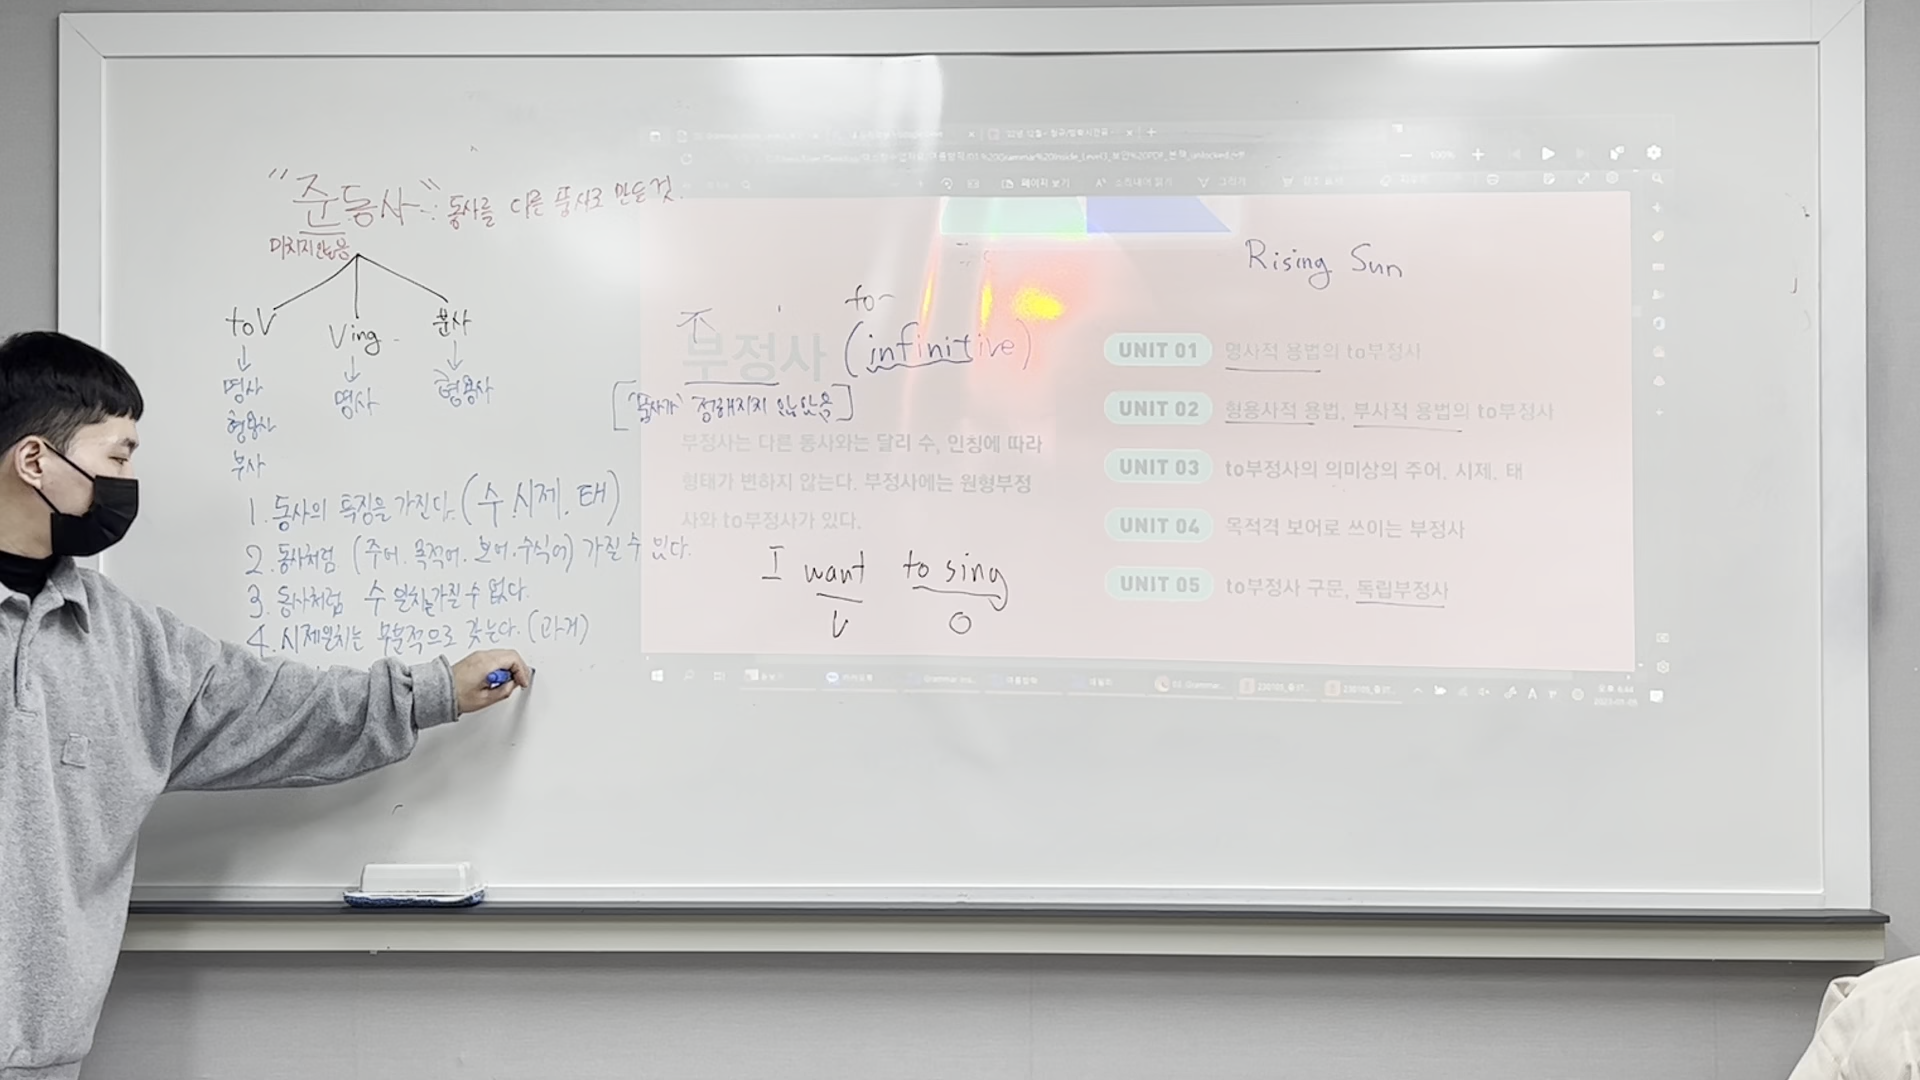 "준동사" : 동사를 다른 품사로 만든 것.
미치지 않음
toV Ving 분사
명사 명사 형용사
형용사
부사
1. 동사의 특징을 가진다. (수.시제.태)
2. 동사처럼 (주어.목적어.보어.수식어) 가질 수 있다.
3. 동사처럼 수 일치를 가질 수 없다.
4. 시제일치는 부분적으로 갖는다. (과거)
페이지 보기
Rising Sun
不
to~
부정사 (infinitive)
["품사가" 정해지지 않았음]
부정사는 다른 동사와는 달리 수, 인칭에 따라
형태가 변하지 않는다. 부정사에는 원형부정
사와 to부정사가 있다.
I want to sing
V O
UNIT 01 명사적 용법의 to부정사
UNIT 02 형용사적 용법, 부사적 용법의 to부정사
UNIT 03 to부정사의 의미상의 주어, 시제, 태
UNIT 04 목적격 보어로 쓰이는 부정사
UNIT 05 to부정사 구문, 독립부정사